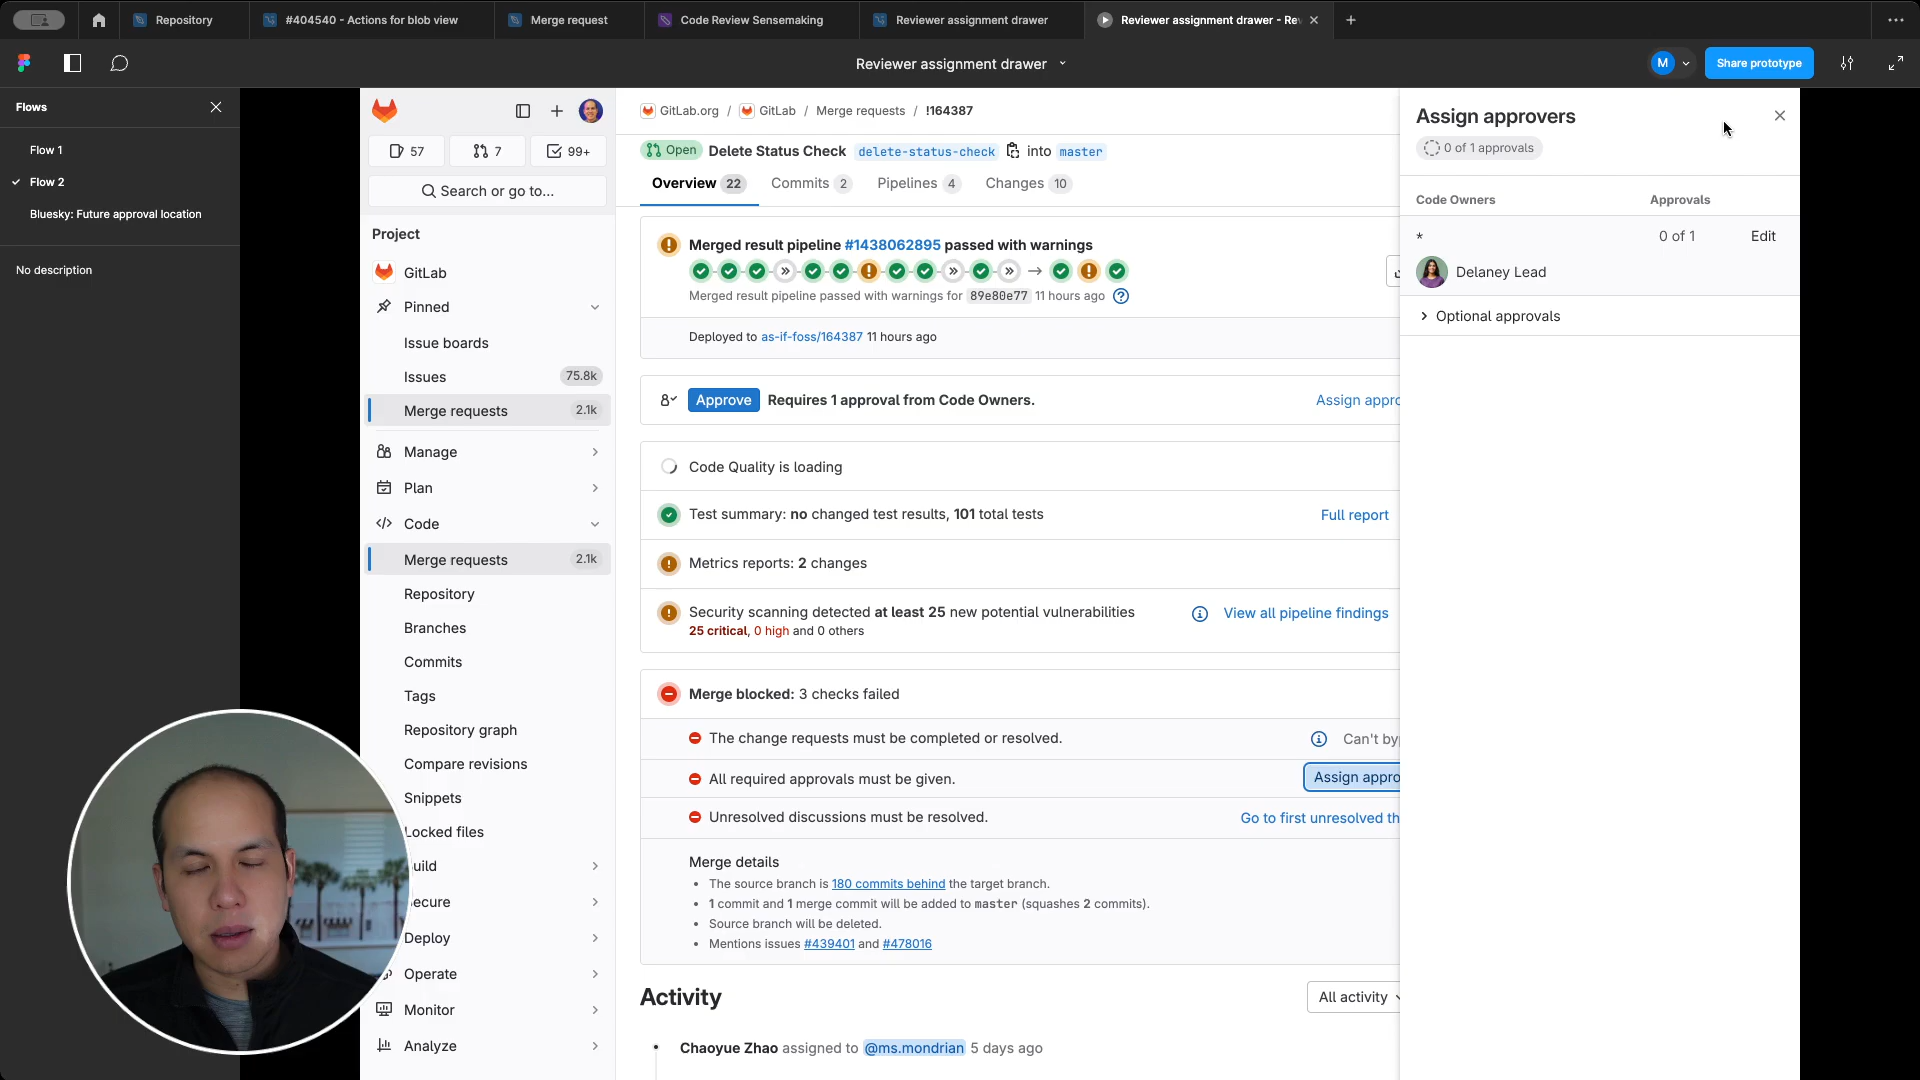 Repository
#404540 - Actions for blob view
Merge request
Code Review Sensemaking
Reviewer assignment drawer
Reviewer assignment drawer - Re
Reviewer assignment drawer
M
Share prototype
Flows
Flow 1
Flow 2
Bluesky: Future approval location
No description
57
7
99+
Search or go to...
Project
GitLab
Pinned
Issue boards
Issues 75.8k
Merge requests 2.1k
Manage
Plan
Code
Merge requests 2.1k
Repository
Branches
Commits
Tags
Repository graph
Compare revisions
Snippets
Locked files
uild
ecure
Deploy
Operate
Monitor
Analyze
GitLab.org / GitLab / Merge requests / !164387
Open Delete Status Check delete-status-check into master
Overview 22 Commits 2 Pipelines 4 Changes 10
Merged result pipeline #1438062895 passed with warnings
Merged result pipeline passed with warnings for 89e80e77 11 hours ago
Deployed to as-if-foss/164387 11 hours ago
Approve Requires 1 approval from Code Owners. Assign appro
Code Quality is loading
Test summary: no changed test results, 101 total tests Full report
Metrics reports: 2 changes
Security scanning detected at least 25 new potential vulnerabilities View all pipeline findings
25 critical, 0 high and 0 others
Merge blocked: 3 checks failed
The change requests must be completed or resolved. Can't by
All required approvals must be given. Assign appro
Unresolved discussions must be resolved. Go to first unresolved th
Merge details
• The source branch is 180 commits behind the target branch.
• 1 commit and 1 merge commit will be added to master (squashes 2 commits).
• Source branch will be deleted.
• Mentions issues #439401 and #478016
Activity All activity
Chaoyue Zhao assigned to @ms.mondrian 5 days ago
Assign approvers
0 of 1 approvals
Code Owners Approvals
* 0 of 1 Edit
Delaney Lead
Optional approvals